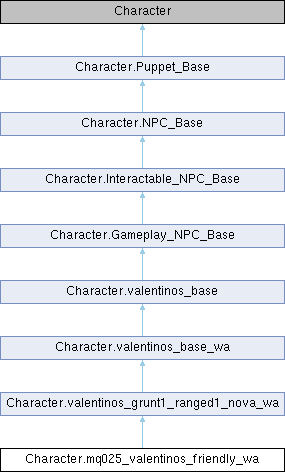 Character
Character.Puppet_Base
Character.NPC_Base
Character.Interactable_NPC_Base
Character.Gameplay_NPC_Base
Character.valentinos_base
Character.valentinos_base_wa
Character.valentinos_grunt1_ranged1_nova_wa
Character.mq025_valentinos_friendly_wa